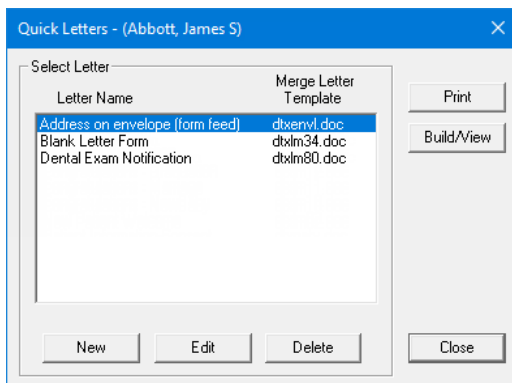 Quick Letters - (Abbott, James S)
Select Letter
Letter Name Merge Letter Template
Address on envelope (form feed) dtxenvl.doc
Blank Letter Form dtxlm34.doc
Dental Exam Notification dtxlm80.doc
New Edit Delete
Print
Build/View
Close